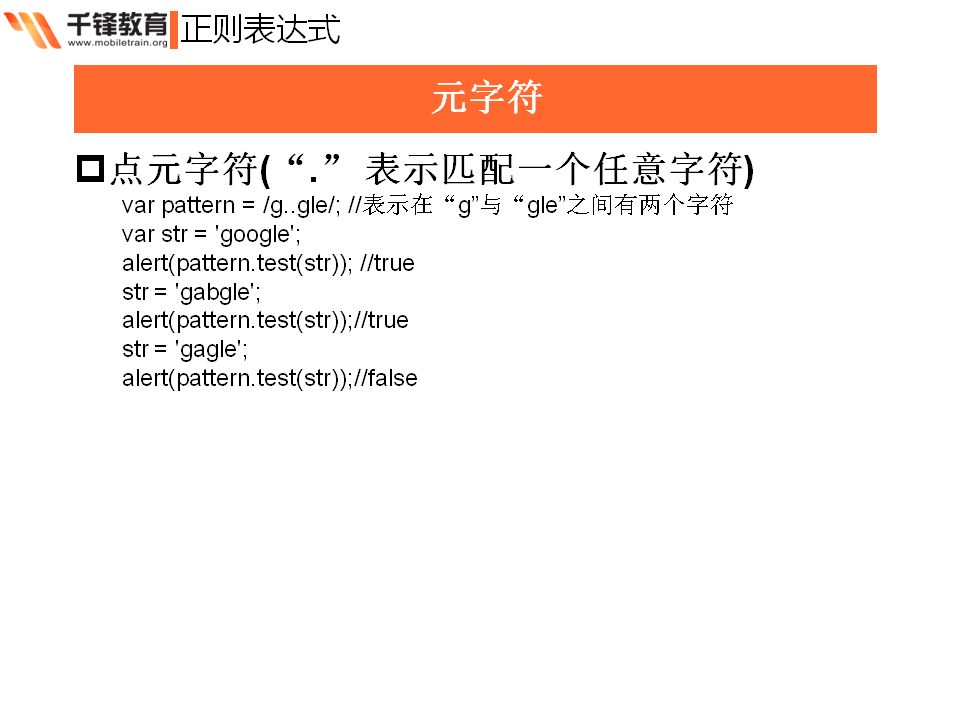 千锋教育 正则表达式
www.mobiletrain.org
元字符
点元字符(“.” 表示匹配一个任意字符)
var pattern = /g..gle/; //表示在“g”与“gle”之间有两个字符
var str = 'google';
alert(pattern.test(str)); //true
str = 'gabgle';
alert(pattern.test(str));//true
str = 'gagle';
alert(pattern.test(str));//false